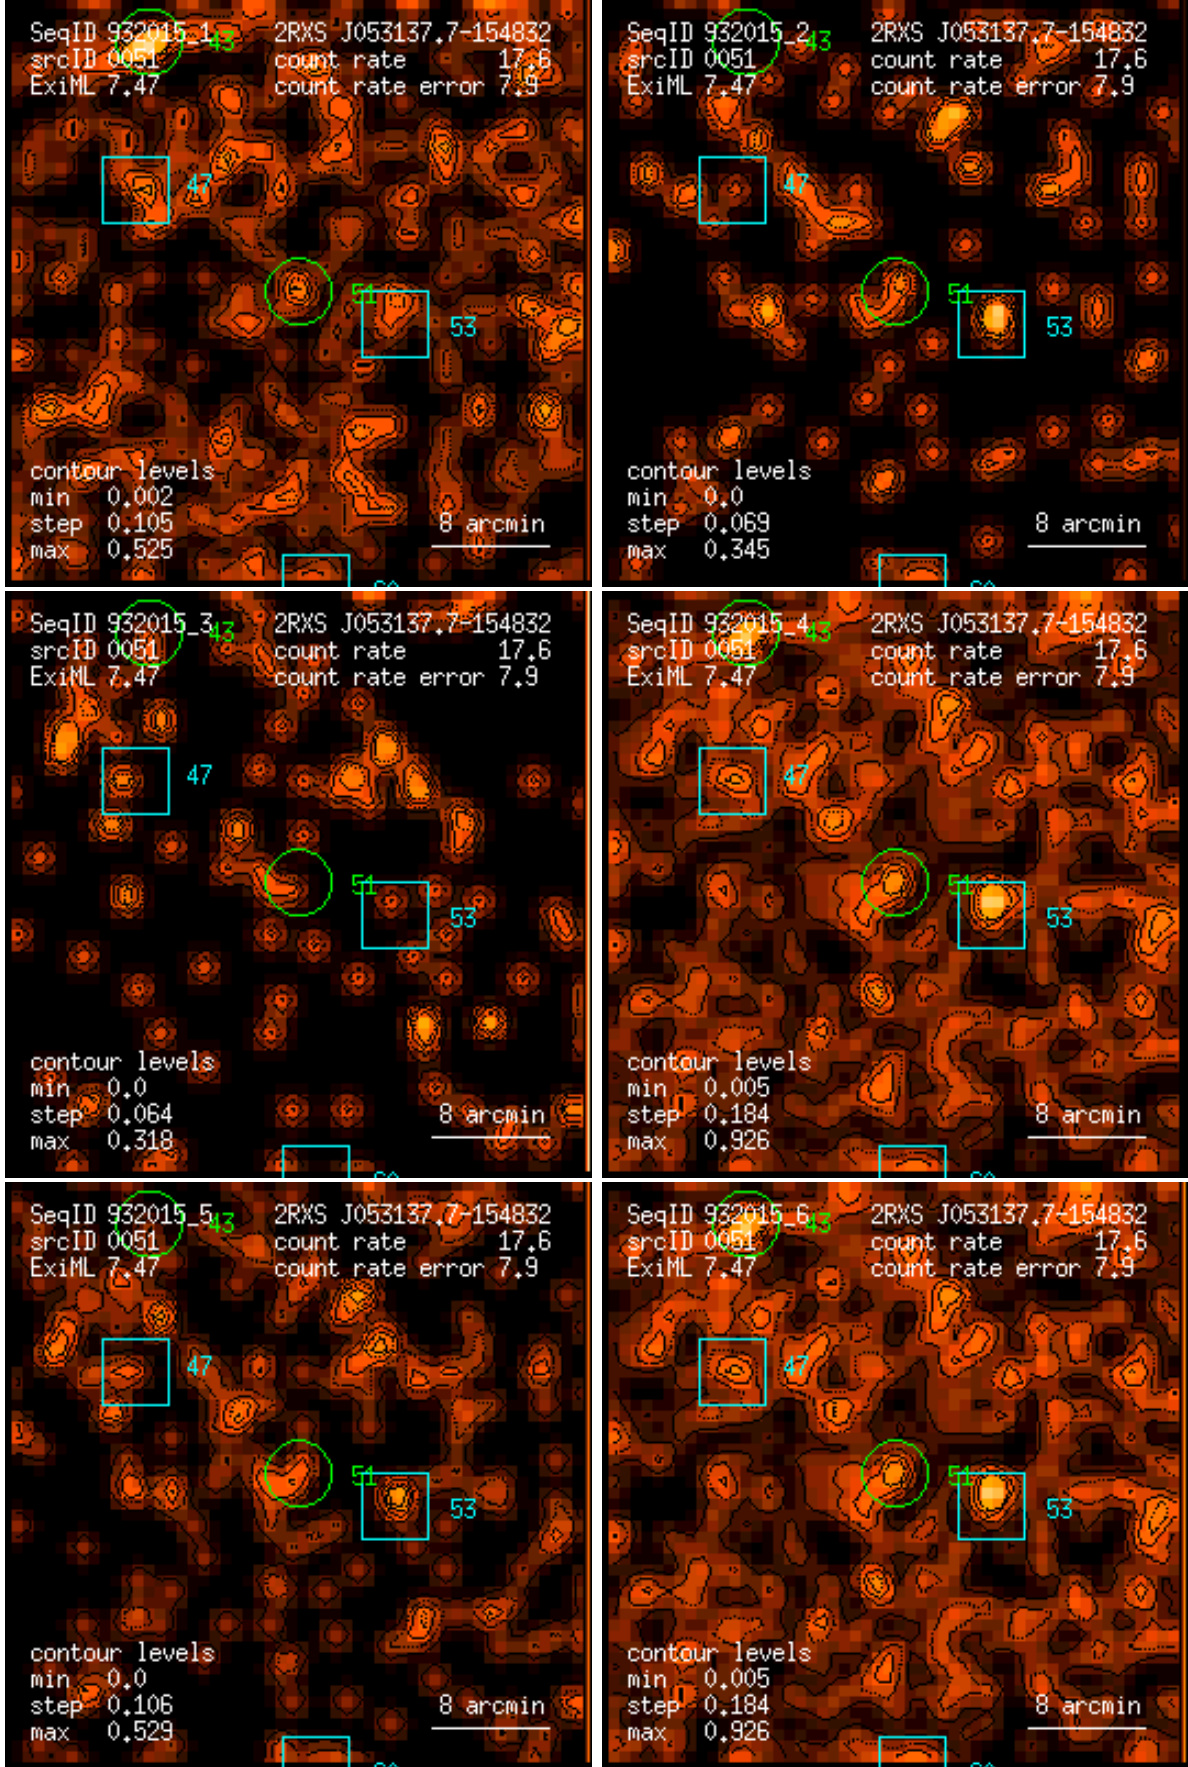 SeqID 932015_1 43 2RXS J053137.7-154832
srcID 0051 count rate 17.6
ExiML 7.47 count rate error 7.9
47
51
53
contour levels
min 0.002
step 0.105
max 0.525
8 arcmin
SeqID 932015_2 43 2RXS J053137.7-154832
srcID 0051 count rate 17.6
ExiML 7.47 count rate error 7.9
47
51
53
contour levels
min 0.0
step 0.069
max 0.345
8 arcmin
SeqID 932015_3 43 2RXS J053137.7-154832
srcID 0051 count rate 17.6
ExiML 7.47 count rate error 7.9
47
51
53
contour levels
min 0.0
step 0.064
max 0.318
8 arcmin
SeqID 932015_4 43 2RXS J053137.7-154832
srcID 0051 count rate 17.6
ExiML 7.47 count rate error 7.9
47
51
53
contour levels
min 0.005
step 0.184
max 0.926
8 arcmin
SeqID 932015_5 43 2RXS J053137.7-154832
srcID 0051 count rate 17.6
ExiML 7.47 count rate error 7.9
47
51
53
contour levels
min 0.0
step 0.106
max 0.529
8 arcmin
SeqID 932015_6 43 2RXS J053137.7-154832
srcID 0051 count rate 17.6
ExiML 7.47 count rate error 7.9
47
51
53
contour levels
min 0.005
step 0.184
max 0.926
8 arcmin